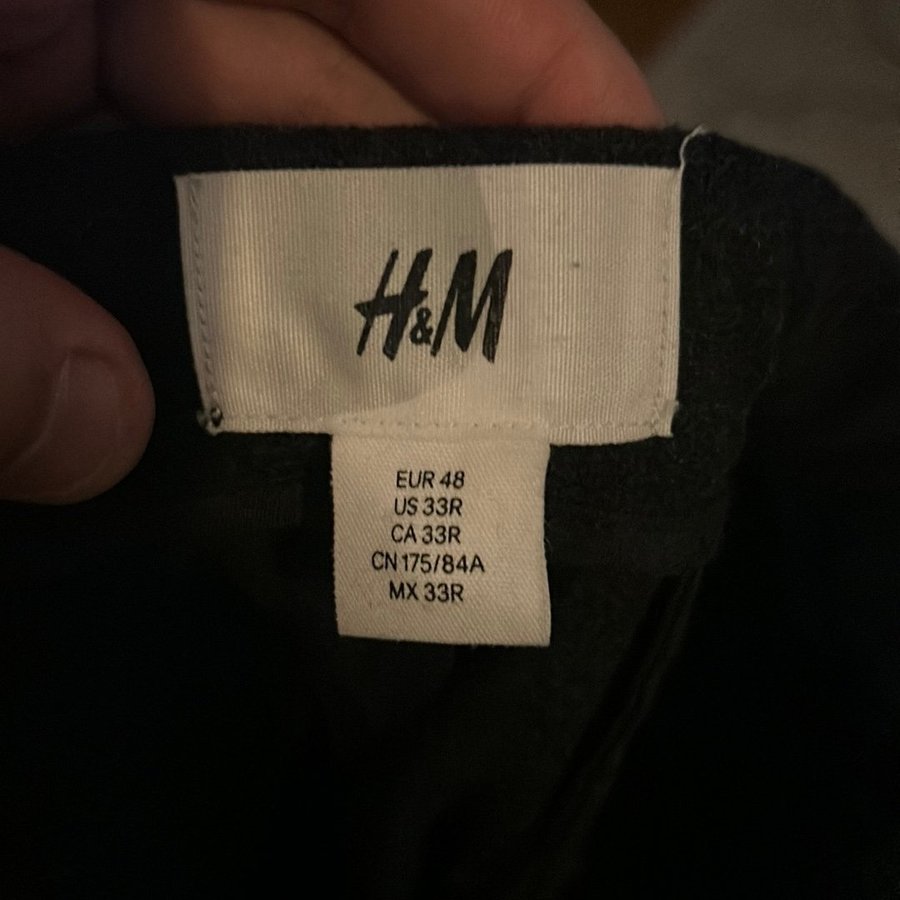 H&M
EUR 48
US 33R
CA 33R
CN 175/84A
MX 33R